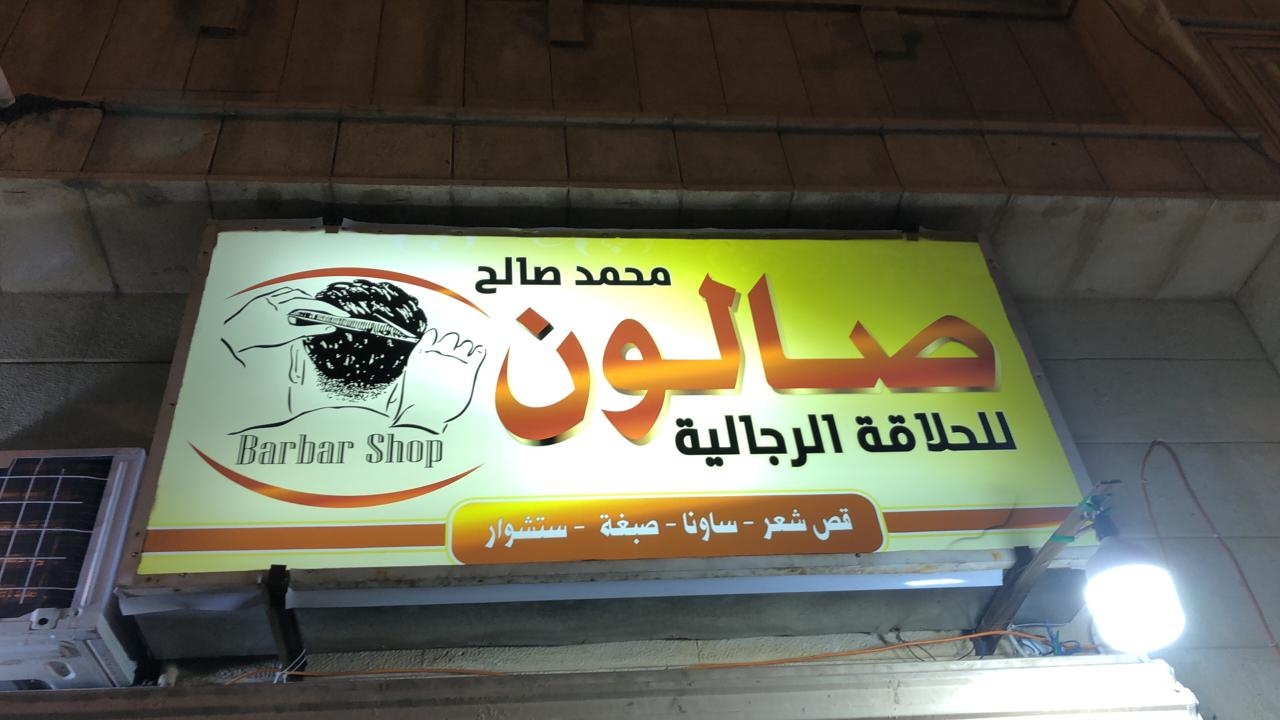 محمد صالح
صالون
للحلاقة الرجالية
Barbar Shop
قص شعر - ساونا - صبغة - ستشوار